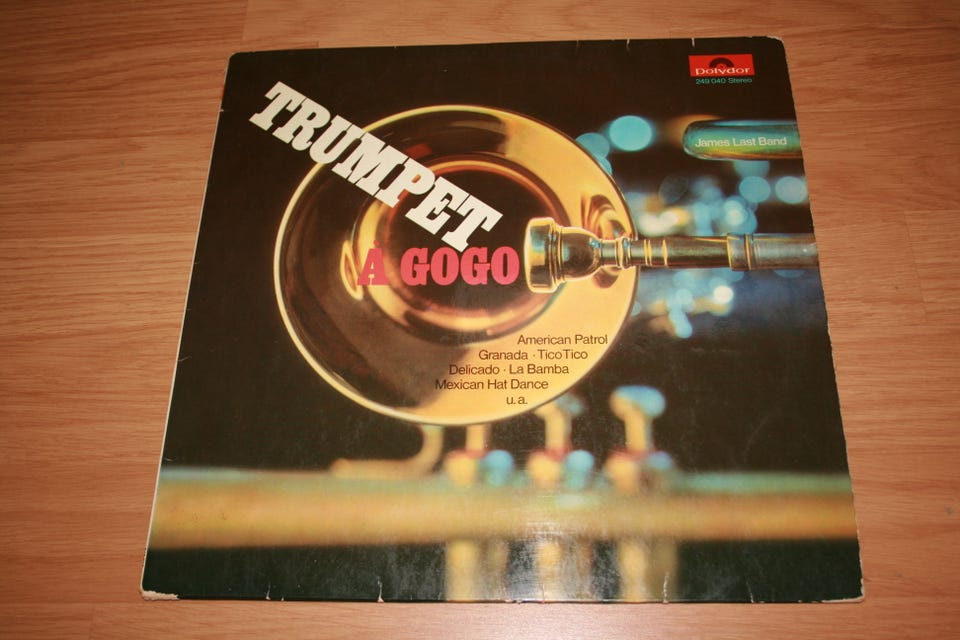 Polydor
249 040 Stereo
James Last Band
TRUMPET
À GOGO
American Patrol
Granada · Tico Tico
Delicado · La Bamba
Mexican Hat Dance
u. a.